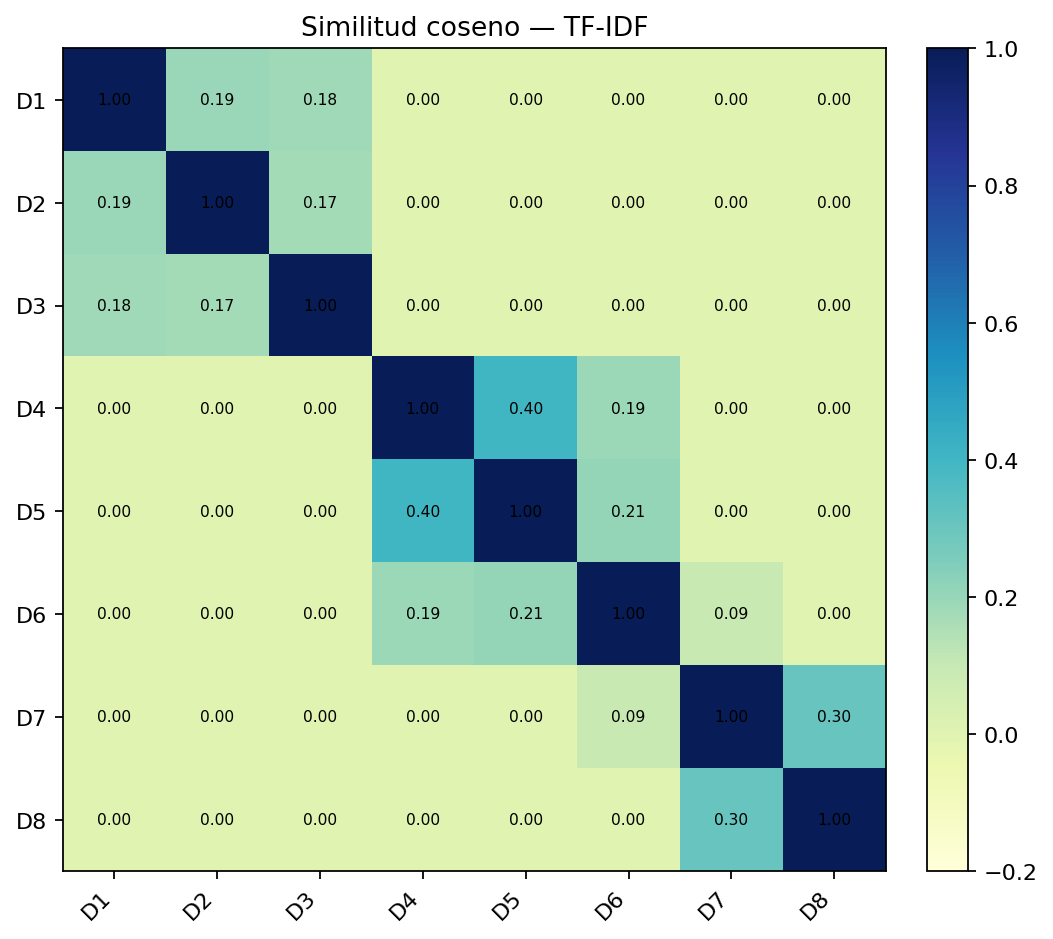 Similitud coseno — TF-IDF
D1 1.00 0.19 0.18 0.00 0.00 0.00 0.00 0.00
D2 0.19 1.00 0.17 0.00 0.00 0.00 0.00 0.00
D3 0.18 0.17 1.00 0.00 0.00 0.00 0.00 0.00
D4 0.00 0.00 0.00 1.00 0.40 0.19 0.00 0.00
D5 0.00 0.00 0.00 0.40 1.00 0.21 0.00 0.00
D6 0.00 0.00 0.00 0.19 0.21 1.00 0.09 0.00
D7 0.00 0.00 0.00 0.00 0.00 0.09 1.00 0.30
D8 0.00 0.00 0.00 0.00 0.00 0.00 0.30 1.00
D1 D2 D3 D4 D5 D6 D7 D8
1.0
0.8
0.6
0.4
0.2
0.0
−0.2